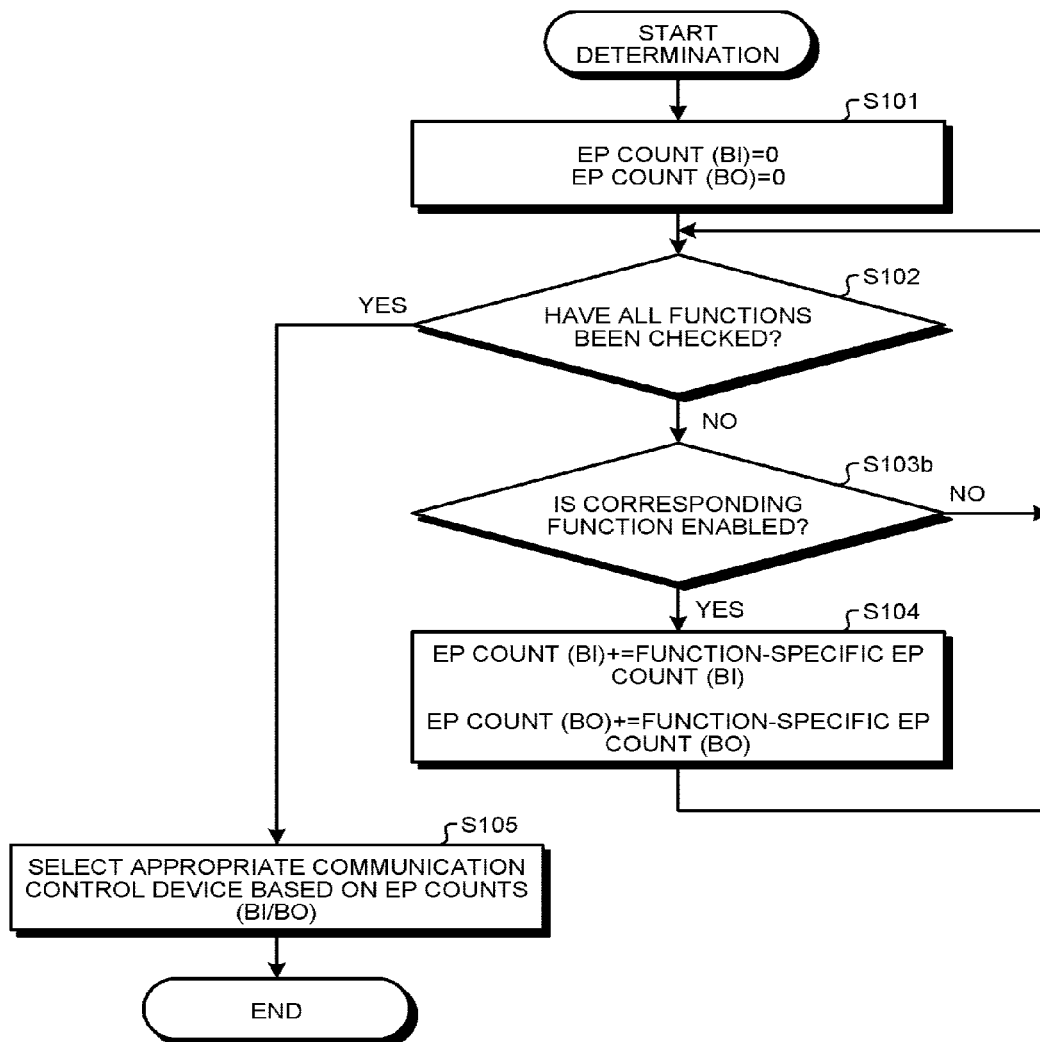 START
DETERMINATION
S101
EP COUNT (BI)=0
EP COUNT (BO)=0
S102
YES
HAVE ALL FUNCTIONS
BEEN CHECKED?
NO
S103b
NO
IS CORRESPONDING
FUNCTION ENABLED?
YES
S104
EP COUNT (BI)+=FUNCTION-SPECIFIC EP
COUNT (BI)
EP COUNT (BO)+=FUNCTION-SPECIFIC EP
COUNT (BO)
S105
SELECT APPROPRIATE COMMUNICATION
CONTROL DEVICE BASED ON EP COUNTS
(BI/BO)
END